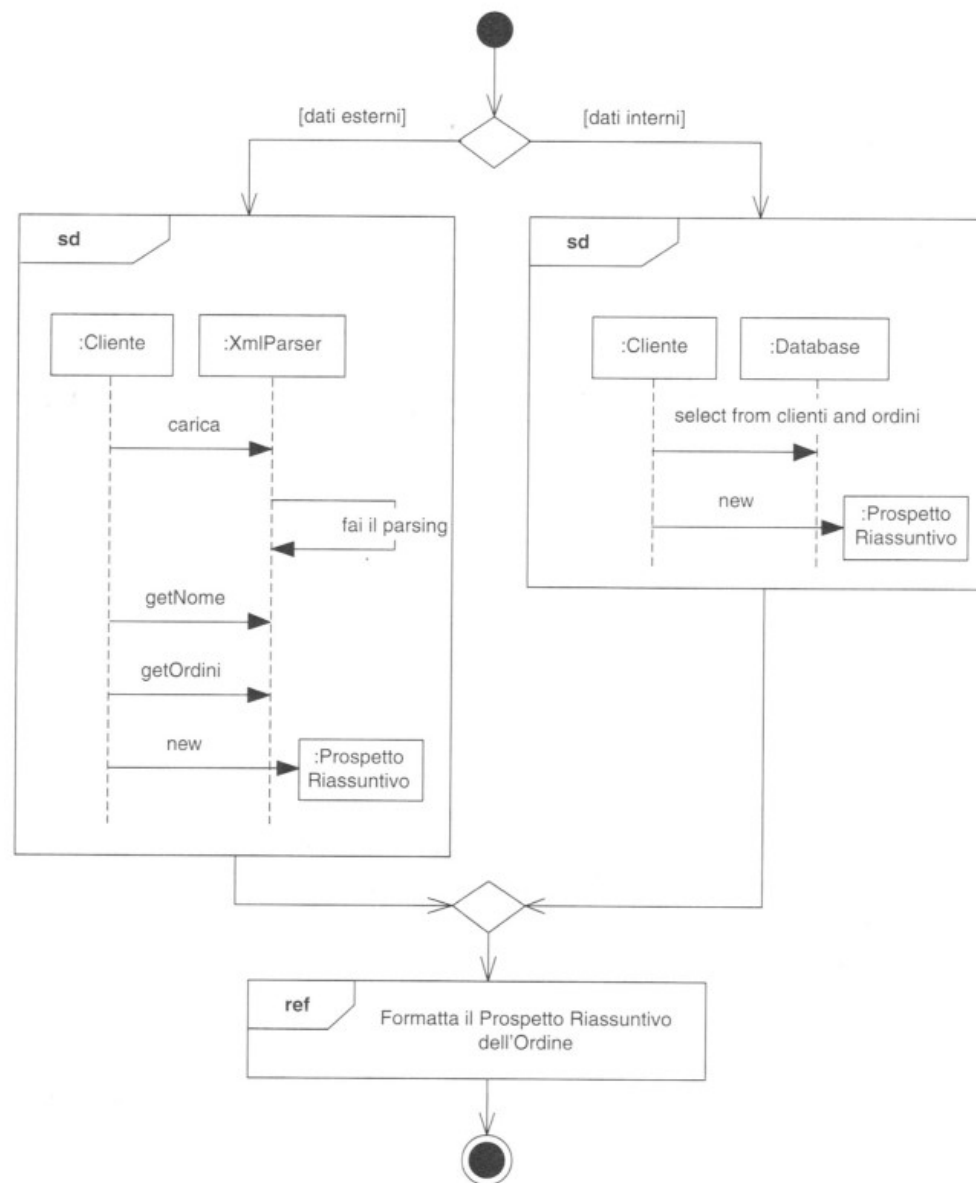 [dati esterni]
[dati interni]
sd
:Cliente
:XmlParser
carica
fai il parsing
getNome
getOrdini
new
:Prospetto
Riassuntivo
sd
:Cliente
:Database
select from clienti and ordini
new
:Prospetto
Riassuntivo
ref
Formatta il Prospetto Riassuntivo
dell'Ordine